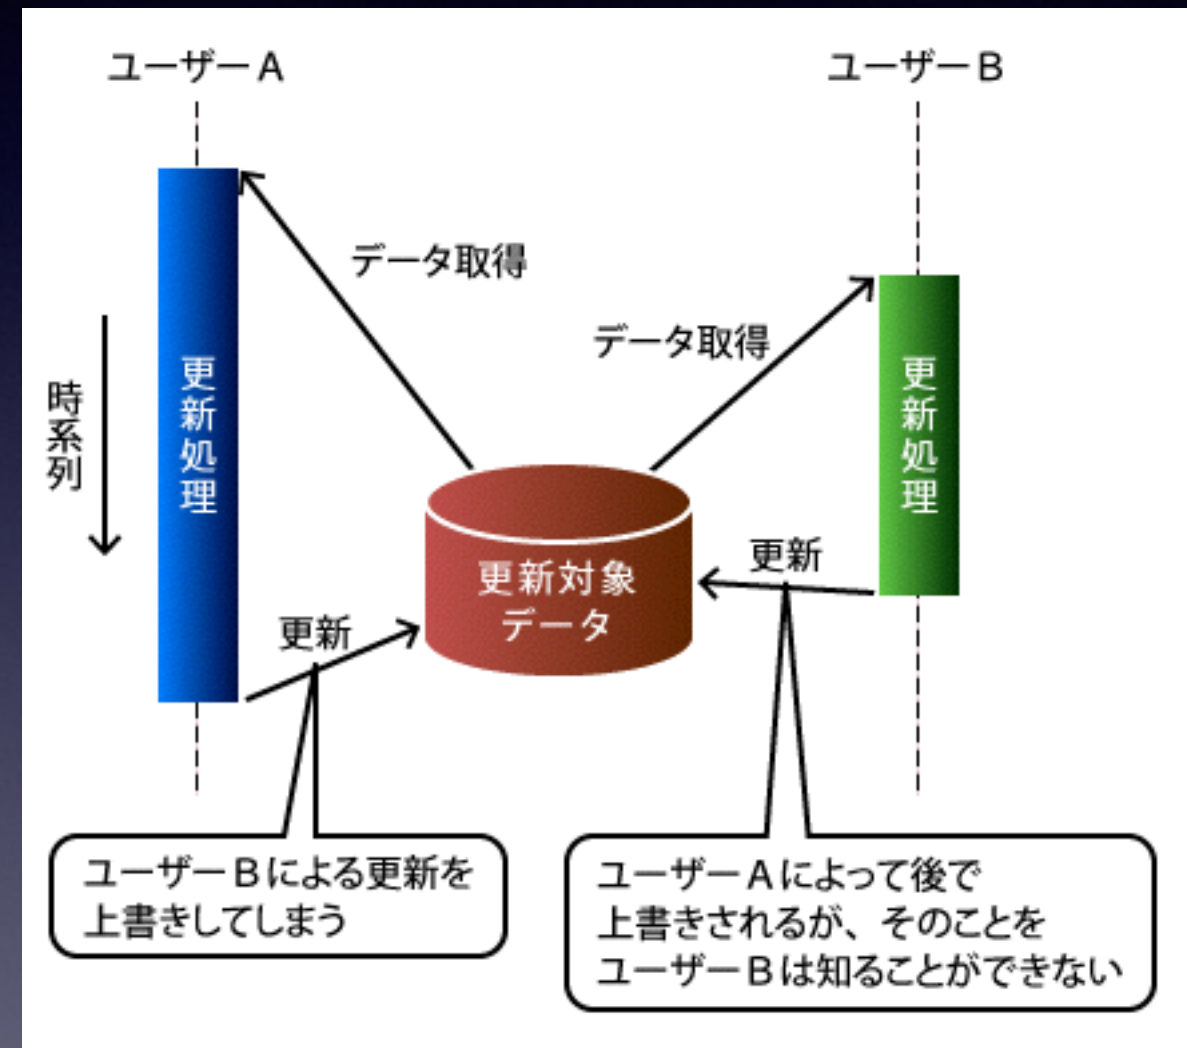 ユーザーA
ユーザーB
データ取得
データ取得
時系列
更新処理
更新処理
更新対象
データ
更新
更新
ユーザーBによる更新を
上書きしてしまう
ユーザーAによって後で
上書きされるが、そのことを
ユーザーBは知ることができない